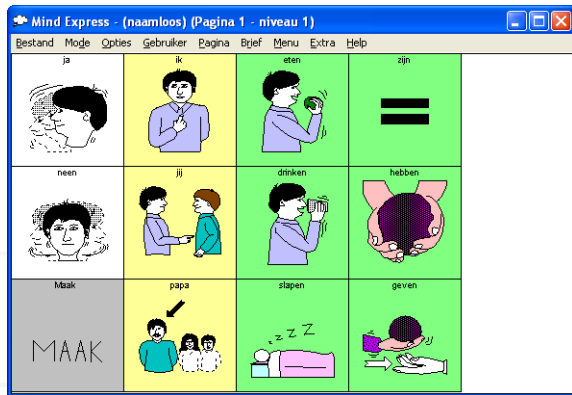 Mind Express - (naamloos) (Pagina 1 - niveau 1)
Bestand Mode Opties Gebruiker Pagina Brief Menu Extra Help
ja ik eten zijn
neen jij drinken hebben
Maak papa slapen geven
MAAK
z z Z Z